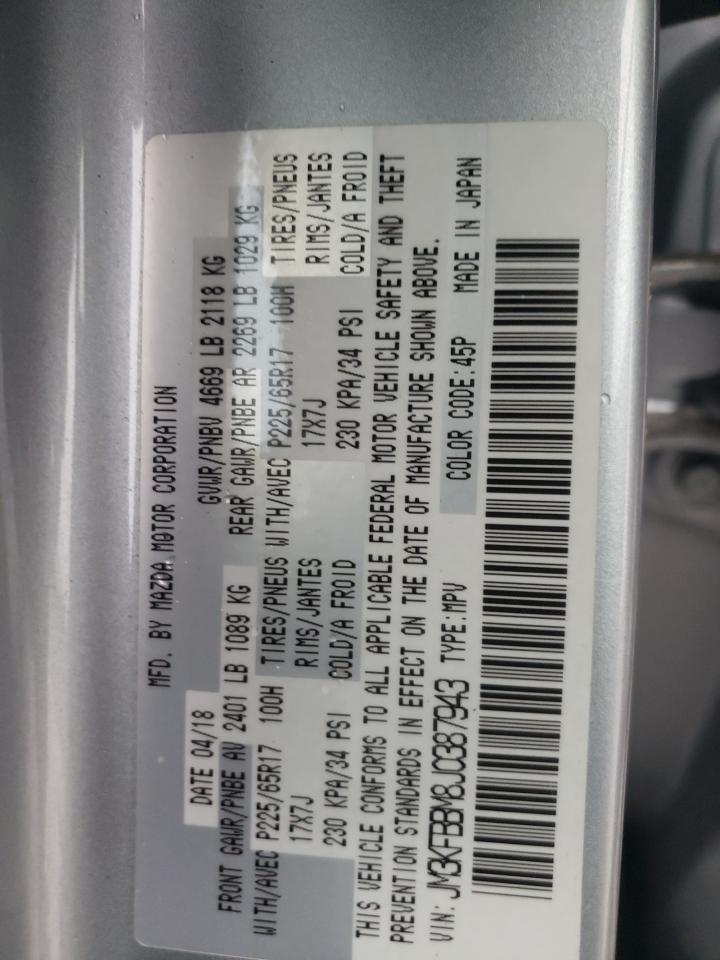 MFD. BY MAZDA MOTOR CORPORATION
DATE 04/18 GVWR/PNBV 4669 LB 2118 KG
FRONT GAWR/PNBE AV 2401 LB 1089 KG REAR GAWR/PNBE AR 2269 LB 1029 KG
WITH/AVEC P225/65R17 100H TIRES/PNEUS WITH/AVEC P225/65R17 100H TIRES/PNEUS
17X7J RIMS/JANTES 17X7J RIMS/JANTES
230 KPA/34 PSI COLD/A FROID 230 KPA/34 PSI COLD/A FROID
THIS VEHICLE CONFORMS TO ALL APPLICABLE FEDERAL MOTOR VEHICLE SAFETY AND THEFT
PREVENTION STANDARDS IN EFFECT ON THE DATE OF MANUFACTURE SHOWN ABOVE.
VIN: JM3KFBBM8J0387943 TYPE:MPV COLOR CODE:45P MADE IN JAPAN